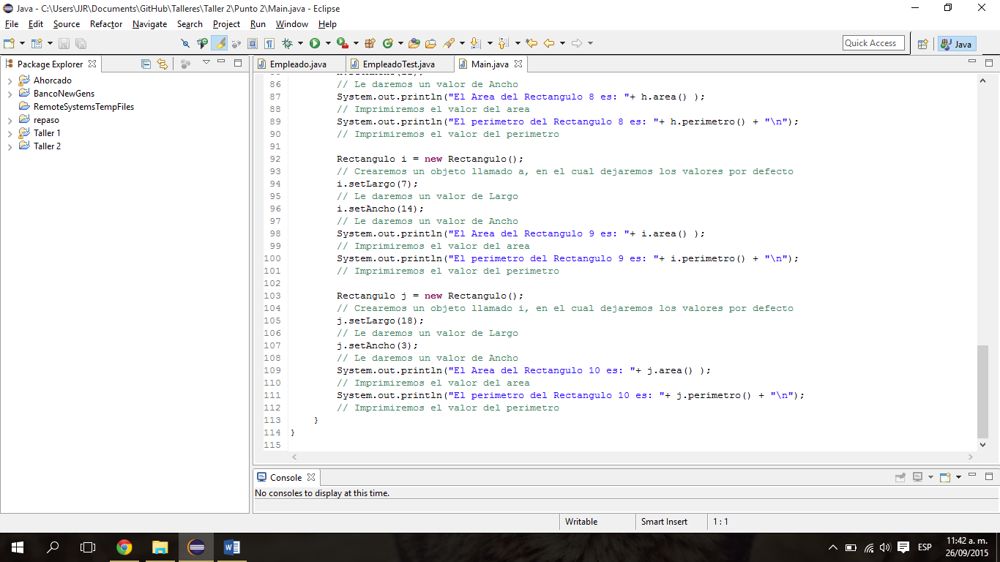 Java - C:\Users\JJR\Documents\GitHub\Talleres\Taller 2\Punto 2\Main.java - Eclipse
File Edit Source Refactor Navigate Search Project Run Window Help
Quick Access
Java
Package Explorer
Ahorcado
BancoNewGens
RemoteSystemsTempFiles
repaso
Taller 1
Taller 2
Empleado.java EmpleadoTest.java Main.java
86 // Le daremos un valor de Ancho
87 System.out.println("El Area del Rectangulo 8 es: "+ h.area() );
88 // Imprimiremos el valor del area
89 System.out.println("El perimetro del Rectangulo 8 es: "+ h.perimetro() + "\n");
90 // Imprimiremos el valor del perimetro
91
92 Rectangulo i = new Rectangulo();
93 // Crearemos un objeto llamado a, en el cual dejaremos los valores por defecto
94 i.setLargo(7);
95 // Le daremos un valor de Largo
96 i.setAncho(14);
97 // Le daremos un valor de Ancho
98 System.out.println("El Area del Rectangulo 9 es: "+ i.area() );
99 // Imprimiremos el valor del area
100 System.out.println("El perimetro del Rectangulo 9 es: "+ i.perimetro() + "\n");
101 // Imprimiremos el valor del perimetro
102
103 Rectangulo j = new Rectangulo();
104 // Crearemos un objeto llamado i, en el cual dejaremos los valores por defecto
105 j.setLargo(18);
106 // Le daremos un valor de Largo
107 j.setAncho(3);
108 // Le daremos un valor de Ancho
109 System.out.println("El Area del Rectangulo 10 es: "+ j.area() );
110 // Imprimiremos el valor del area
111 System.out.println("El perimetro del Rectangulo 10 es: "+ j.perimetro() + "\n");
112 // Imprimiremos el valor del perimetro
113 }
114 }
115
Console
No consoles to display at this time.
Writable Smart Insert 1 : 1
ESP
11:42 a. m.
26/09/2015